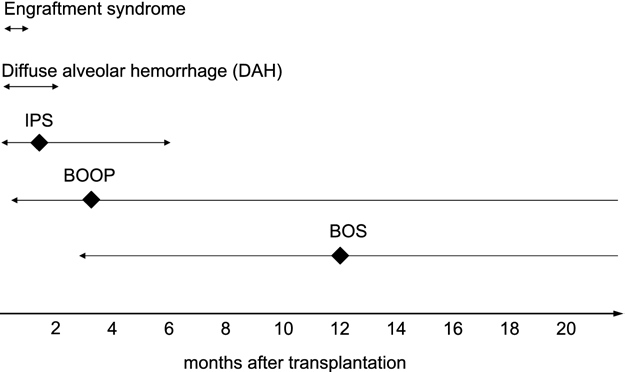 Engraftment syndrome
Diffuse alveolar hemorrhage (DAH)
IPS
BOOP
BOS
2 4 6 8 10 12 14 16 18 20
months after transplantation